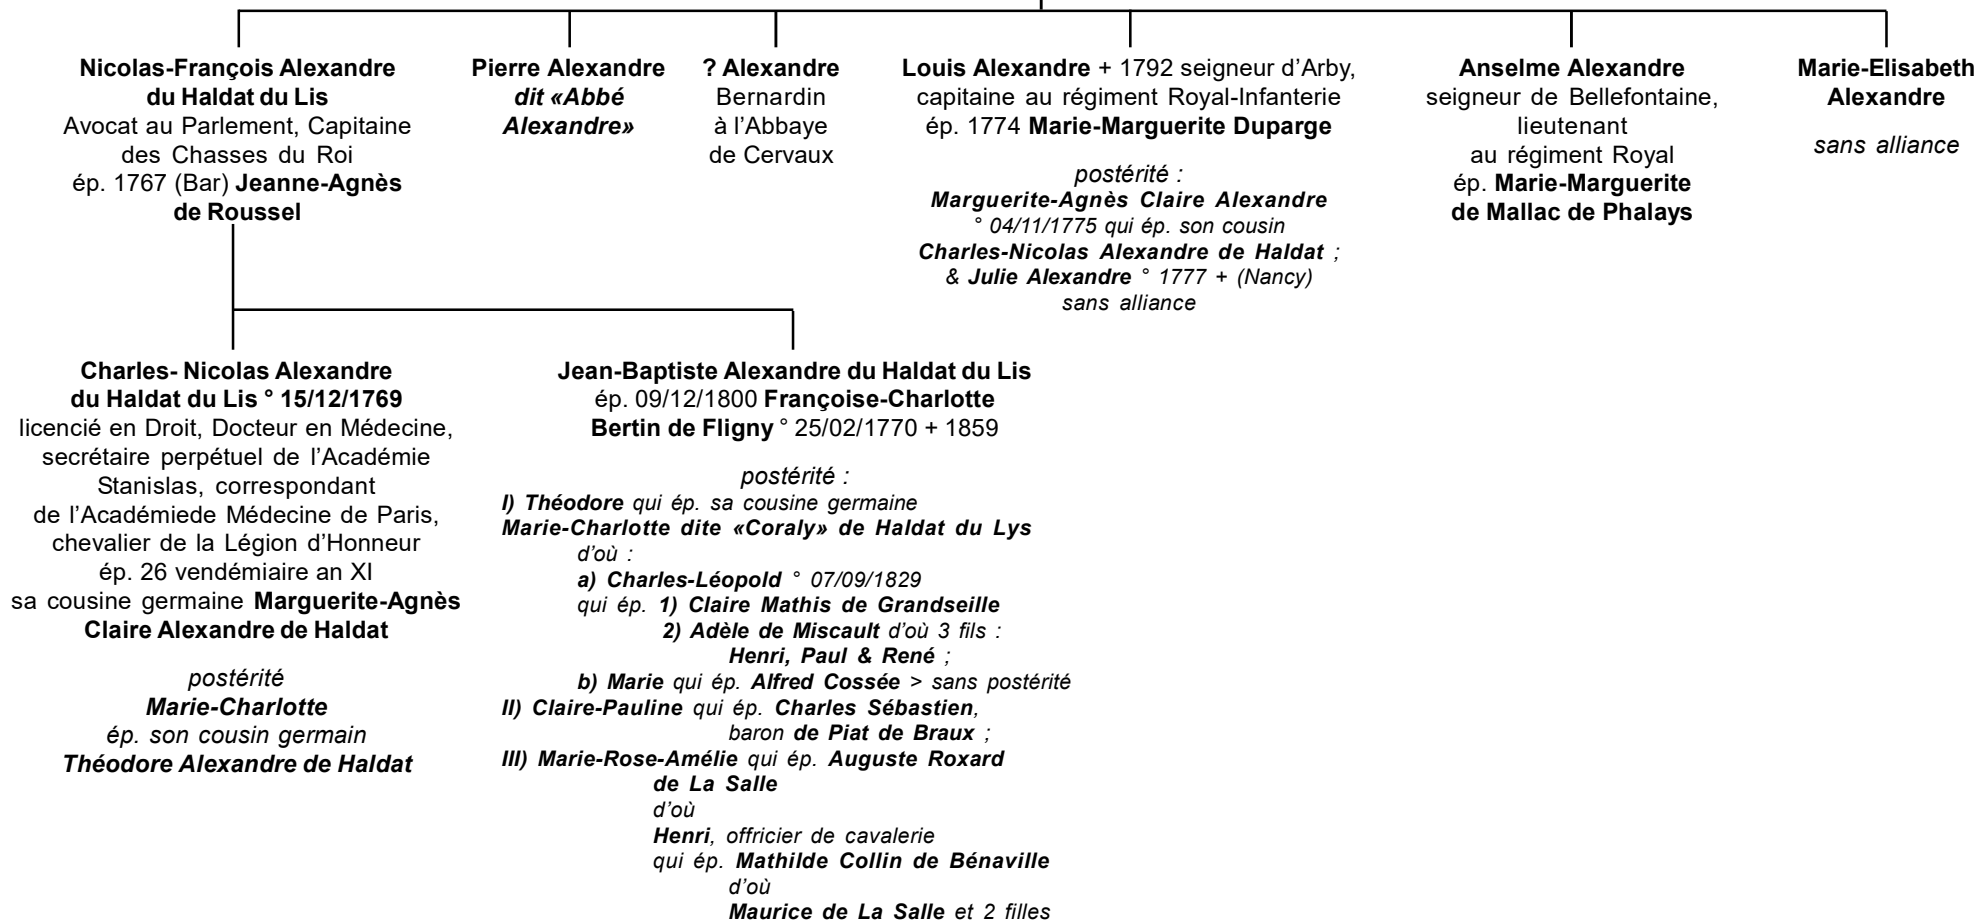 Nicolas-François Alexandre
du Haldat du Lis
Avocat au Parlement, Capitaine
des Chasses du Roi
ép. 1767 (Bar) Jeanne-Agnès
de Roussel
Pierre Alexandre
dit «Abbé
Alexandre»
? Alexandre
Bernardin
à l’Abbaye
de Cervaux
Louis Alexandre + 1792 seigneur d’Arby,
capitaine au régiment Royal-Infanterie
ép. 1774 Marie-Marguerite Duparge
postérité :
Marguerite-Agnès Claire Alexandre
° 04/11/1775 qui ép. son cousin
Charles-Nicolas Alexandre de Haldat ;
& Julie Alexandre ° 1777 + (Nancy)
sans alliance
Anselme Alexandre
seigneur de Bellefontaine,
lieutenant
au régiment Royal
ép. Marie-Marguerite
de Mallac de Phalays
Marie-Elisabeth
Alexandre
sans alliance
Charles- Nicolas Alexandre
du Haldat du Lis ° 15/12/1769
licencié en Droit, Docteur en Médecine,
secrétaire perpétuel de l’Académie
Stanislas, correspondant
de l’Académiede Médecine de Paris,
chevalier de la Légion d’Honneur
ép. 26 vendémiaire an XI
sa cousine germaine Marguerite-Agnès
Claire Alexandre de Haldat
postérité
Marie-Charlotte
ép. son cousin germain
Théodore Alexandre de Haldat
Jean-Baptiste Alexandre du Haldat du Lis
ép. 09/12/1800 Françoise-Charlotte
Bertin de Fligny ° 25/02/1770 + 1859
postérité :
I) Théodore qui ép. sa cousine germaine
Marie-Charlotte dite «Coraly» de Haldat du Lys
d’où :
a) Charles-Léopold ° 07/09/1829
qui ép. 1) Claire Mathis de Grandseille
2) Adèle de Miscault d’où 3 fils :
Henri, Paul & René ;
b) Marie qui ép. Alfred Cossée > sans postérité
II) Claire-Pauline qui ép. Charles Sébastien,
baron de Piat de Braux ;
III) Marie-Rose-Amélie qui ép. Auguste Roxard
de La Salle
d’où
Henri, offricier de cavalerie
qui ép. Mathilde Collin de Bénaville
d’où
Maurice de La Salle et 2 filles